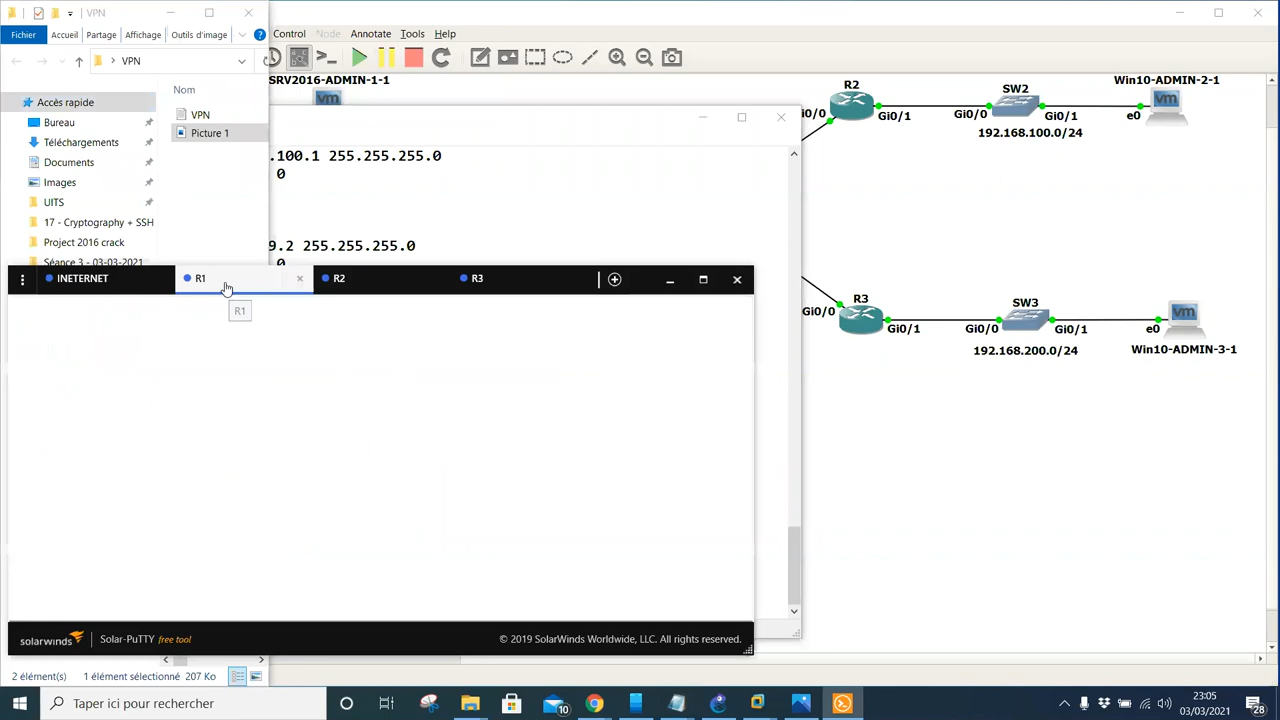 VPN
Fichier Accueil Partage Affichage Outils d'image
Control Node Annotate Tools Help
VPN
Nom
Accès rapide
VPN
Bureau
Picture 1
Téléchargements
Documents
Images
UITS
17 - Cryptography + SSH
Project 2016 crack
Séance 3 - 03-03-2021
SRV2016-ADMIN-1-1
.100.1 255.255.255.0
0
9.2 255.255.255.0
0
R2
SW2
Win10-ADMIN-2-1
i0/0
Gi0/1
Gi0/0
Gi0/1
e0
192.168.100.0/24
R3
SW3
Gi0/0
Gi0/1
Gi0/0
Gi0/1
e0
192.168.200.0/24
Win10-ADMIN-3-1
INETERNET R1 R2 R3
R1
solarwinds Solar-PuTTY free tool
© 2019 SolarWinds Worldwide, LLC. All rights reserved.
2 élément(s) 1 élément sélectionné 207 Ko
Taper ici pour rechercher
10
23:05
03/03/2021
28